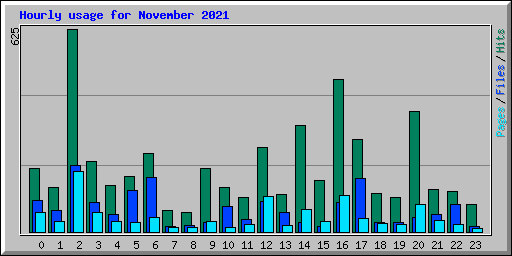 Hourly usage for November 2021
625
Pages / Files / Hits
0 1 2 3 4 5 6 7 8 9 10 11 12 13 14 15 16 17 18 19 20 21 22 23